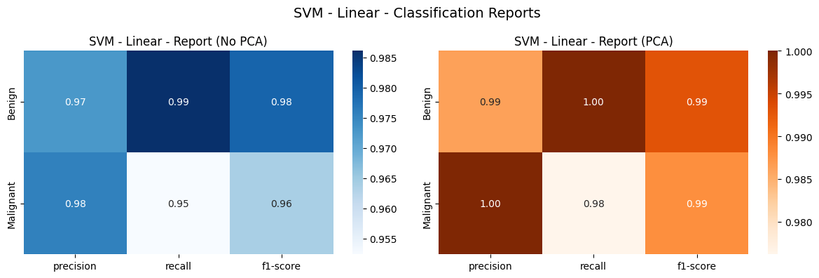 SVM - Linear - Classification Reports
SVM - Linear - Report (No PCA)
Benign
Malignant
0.97
0.99
0.98
0.98
0.95
0.96
precision
recall
f1-score
0.985
0.980
0.975
0.970
0.965
0.960
0.955
SVM - Linear - Report (PCA)
Benign
Malignant
0.99
1.00
0.99
1.00
0.98
0.99
precision
recall
f1-score
1.000
0.995
0.990
0.985
0.980